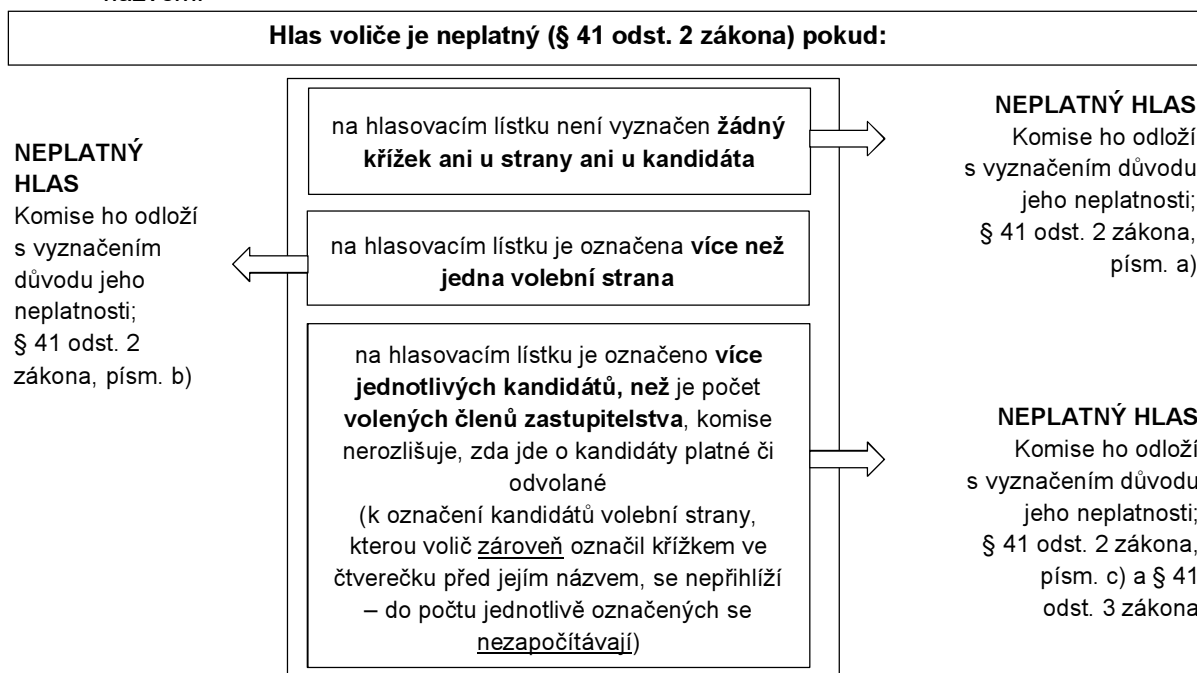 Hlas voliče je neplatný (§ 41 odst. 2 zákona) pokud:
na hlasovacím lístku není vyznačen žádný
křížek ani u strany ani u kandidáta
NEPLATNÝ HLAS
Komise ho odloží
s vyznačením důvodu
jeho neplatnosti;
§ 41 odst. 2 zákona,
písm. a)
na hlasovacím lístku je označena více než
jedna volební strana
NEPLATNÝ
HLAS
Komise ho odloží
s vyznačením
důvodu jeho
neplatnosti;
§ 41 odst. 2
zákona, písm. b)
na hlasovacím lístku je označeno více
jednotlivých kandidátů, než je počet
volených členů zastupitelstva, komise
nerozlišuje, zda jde o kandidáty platné či
odvolané
(k označení kandidátů volební strany,
kterou volič zároveň označil křížkem ve
čtverečku před jejím názvem, se nepřihlíží
– do počtu jednotlivě označených se
nezapočítávají)
NEPLATNÝ HLAS
Komise ho odloží
s vyznačením důvodu
jeho neplatnosti;
§ 41 odst. 2 zákona,
písm. c) a § 41
odst. 3 zákona